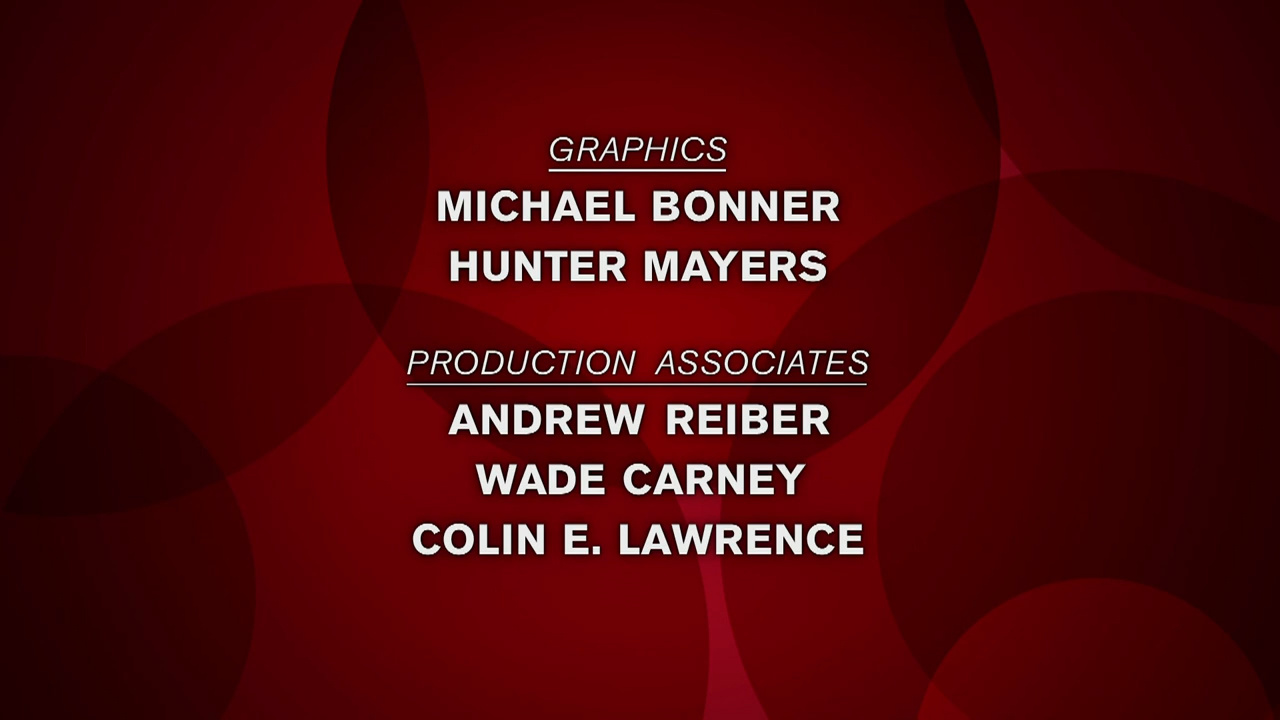 GRAPHICS
MICHAEL BONNER
HUNTER MAYERS
PRODUCTION ASSOCIATES
ANDREW REIBER
WADE CARNEY
COLIN E. LAWRENCE